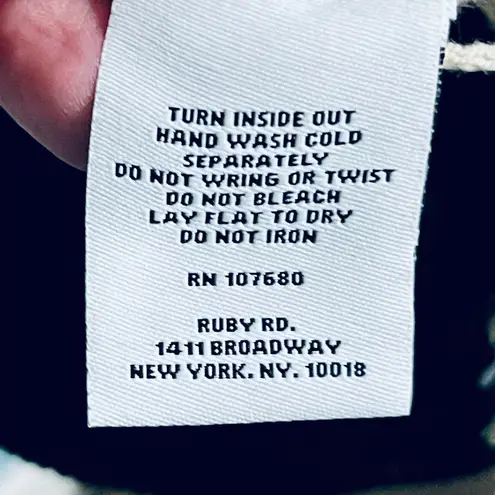 TURN INSIDE OUT
HAND WASH COLD
SEPARATELY
DO NOT WRING OR TWIST
DO NOT BLEACH
LAY FLAT TO DRY
DO NOT IRON
RN 107680
RUBY RD.
1411 BROADWAY
NEW YORK. NY. 10018